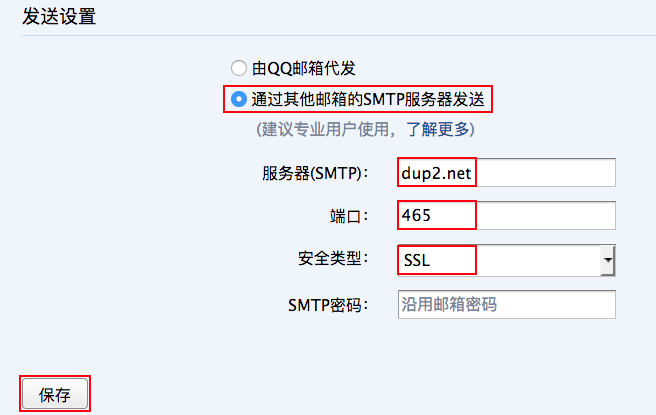 发送设置
由QQ邮箱代发
通过其他邮箱的SMTP服务器发送
(建议专业用户使用，了解更多)
服务器(SMTP)： dup2.net
端口： 465
安全类型： SSL
SMTP密码： 沿用邮箱密码
保存